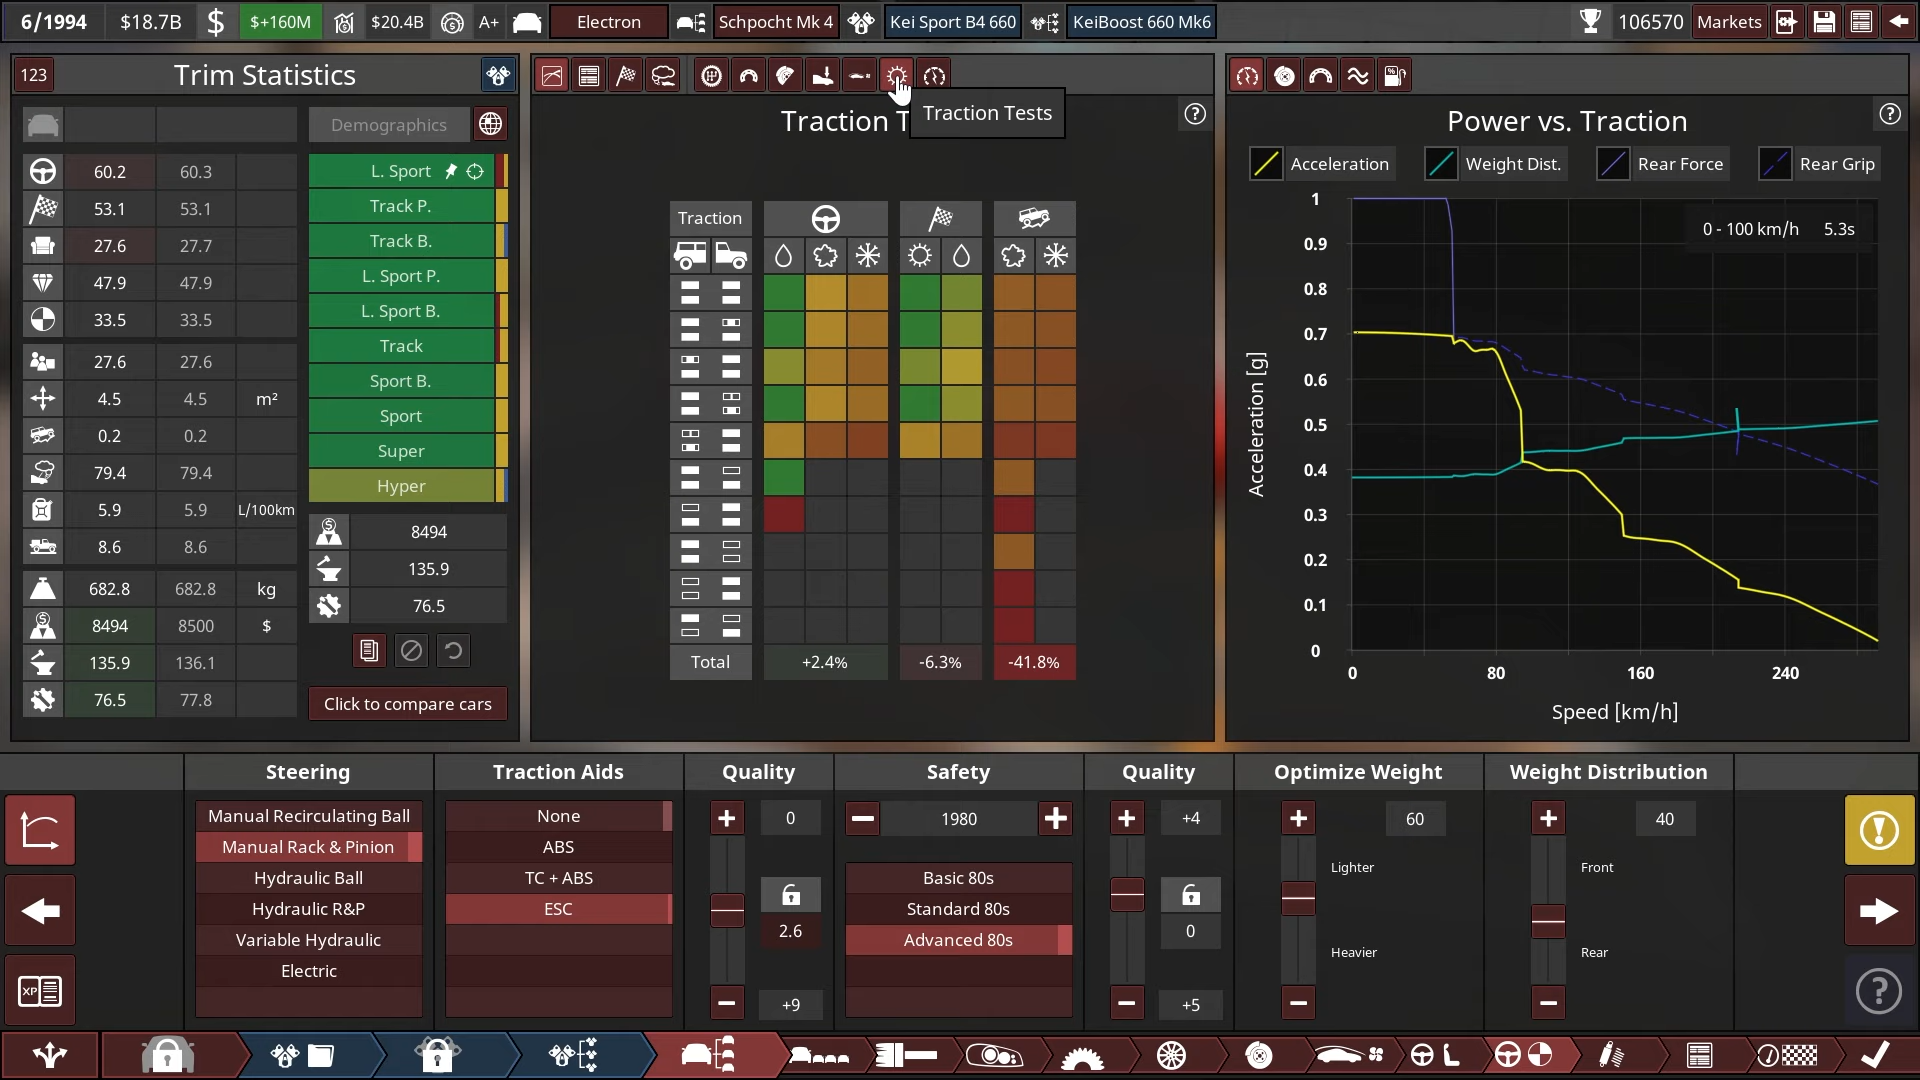 6/1994 $18.7B $+160M $20.4B A+ Electron Schpocht Mk 4 Kei Sport B4 660 KeiBoost 660 Mk6 106570 Markets
123 Trim Statistics
Demographics
60.2 60.3
53.1 53.1
27.6 27.7
47.9 47.9
33.5 33.5
27.6 27.6
4.5 4.5 m²
0.2 0.2
79.4 79.4
5.9 5.9 L/100km
8.6 8.6
682.8 682.8 kg
8494 8500 $
135.9 136.1
76.5 77.8
L. Sport
Track P.
Track B.
L. Sport P.
L. Sport B.
Track
Sport B.
Sport
Super
Hyper
8494
135.9
76.5
Click to compare cars
Traction T
Traction Tests
?
Traction
Total +2.4% -6.3% -41.8%
Power vs. Traction
?
Acceleration Weight Dist. Rear Force Rear Grip
0 - 100 km/h 5.3s
Acceleration [g]
1
0.9
0.8
0.7
0.6
0.5
0.4
0.3
0.2
0.1
0
0 80 160 240
Speed [km/h]
Steering
Manual Recirculating Ball
Manual Rack & Pinion
Hydraulic Ball
Hydraulic R&P
Variable Hydraulic
Electric
Traction Aids
None
ABS
TC + ABS
ESC
Quality
0
2.6
+9
Safety
1980
Basic 80s
Standard 80s
Advanced 80s
Quality
+4
0
+5
Optimize Weight
60
Lighter
Heavier
Weight Distribution
40
Front
Rear
XP
?